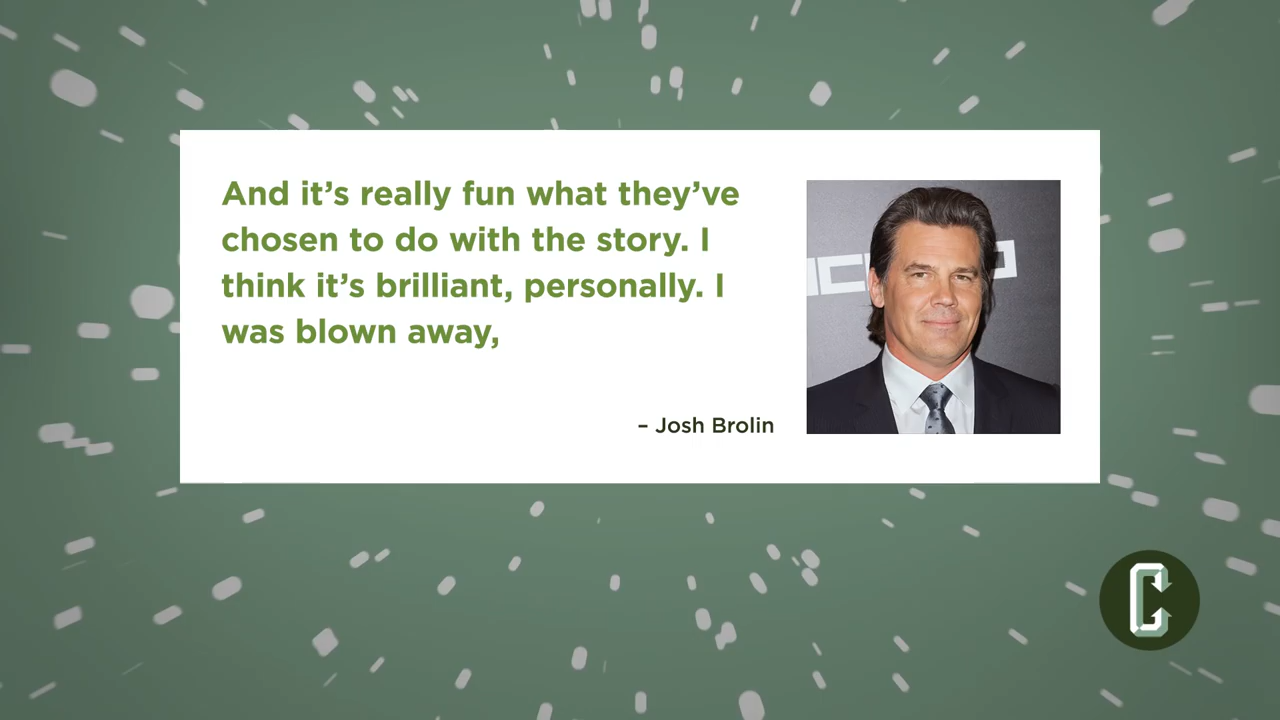 And it’s really fun what they’ve
chosen to do with the story. I
think it’s brilliant, personally. I
was blown away,
– Josh Brolin
C